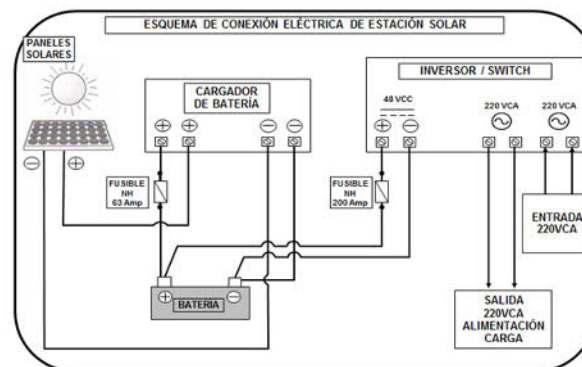 ESQUEMA DE CONEXIÓN ELÉCTRICA DE ESTACIÓN SOLAR
PANELES
SOLARES
CARGADOR
DE BATERÍA
INVERSOR / SWITCH
48 VCC
220 VCA
220 VCA
+
+
−
−
+
−
−
+
FUSIBLE
NH
63 Amp
FUSIBLE
NH
200 Amp
ENTRADA
220VCA
+
BATERIA
−
SALIDA
220VCA
ALIMENTACIÓN
CARGA